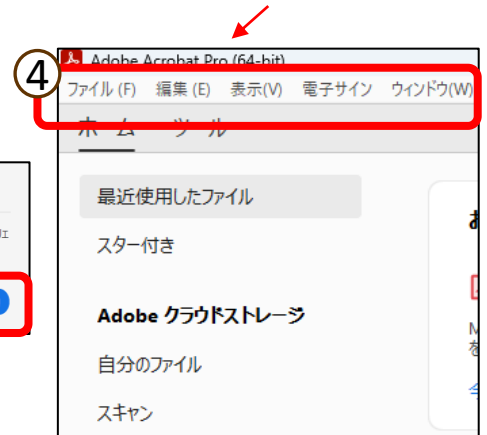 ④
Adobe Acrobat Pro (64-bit)
ファイル (F) 編集 (E) 表示(V) 電子サイン ウィンドウ(W)
ホーム ツール
最近使用したファイル
スター付き
Adobe クラウドストレージ
自分のファイル
スキャン